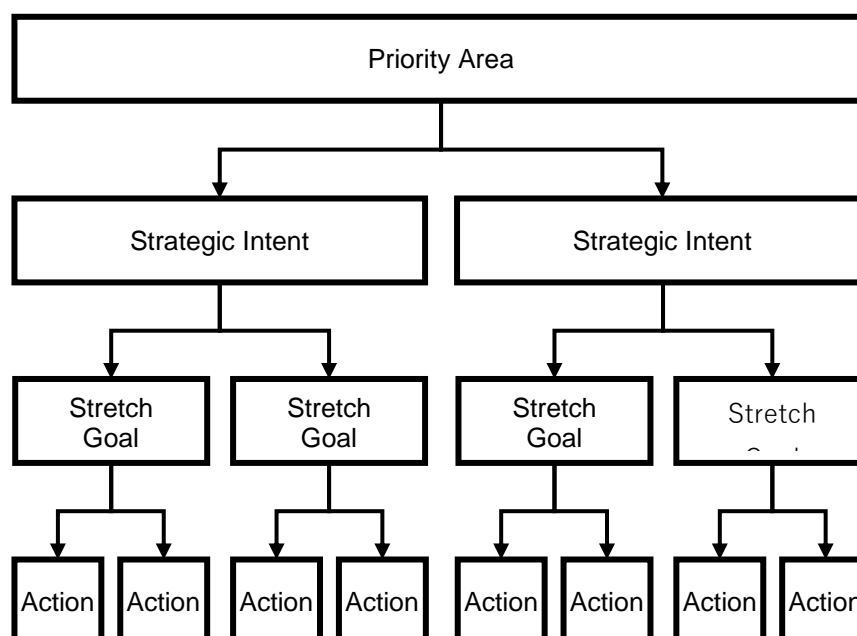 Priority Area
Strategic Intent
Strategic Intent
Stretch
Goal
Stretch
Goal
Stretch
Goal
Stretch
Action
Action
Action
Action
Action
Action
Action
Action